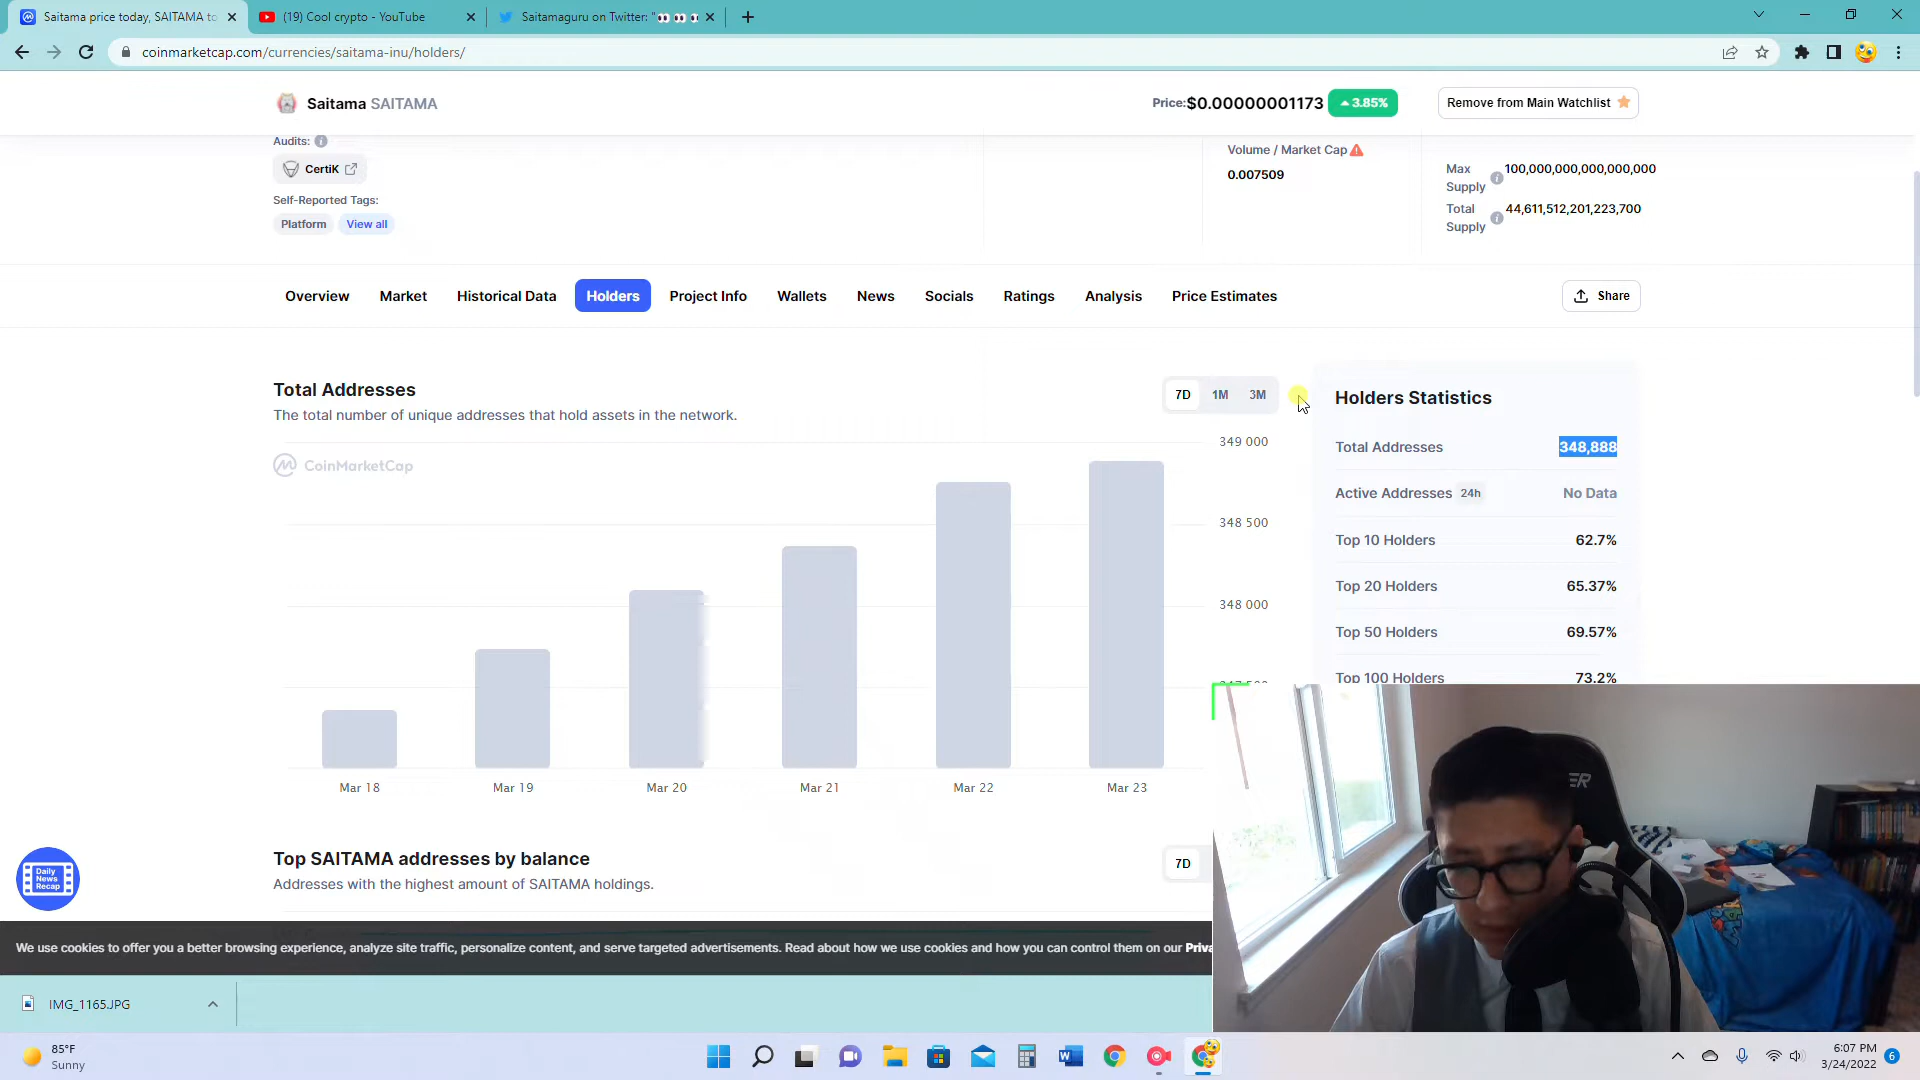 Saitama price today, SAITAMA to
(19) Cool crypto - YouTube
Saitamaguru on Twitter: "👀 👀 👀
coinmarketcap.com/currencies/saitama-inu/holders/
Saitama SAITAMA
Price:$0.00000001173
3.85%
Remove from Main Watchlist
Audits:
CertiK
Self-Reported Tags:
Platform
View all
Volume / Market Cap
0.007509
Max Supply
100,000,000,000,000,000
Total Supply
44,611,512,201,223,700
Overview
Market
Historical Data
Holders
Project Info
Wallets
News
Socials
Ratings
Analysis
Price Estimates
Share
Total Addresses
The total number of unique addresses that hold assets in the network.
7D
1M
3M
CoinMarketCap
349 000
348 500
348 000
Mar 18
Mar 19
Mar 20
Mar 21
Mar 22
Mar 23
Holders Statistics
Total Addresses
348,888
Active Addresses 24h
No Data
Top 10 Holders
62.7%
Top 20 Holders
65.37%
Top 50 Holders
69.57%
Top 100 Holders
73.2%
Top SAITAMA addresses by balance
Addresses with the highest amount of SAITAMA holdings.
7D
Daily
News
Recap
We use cookies to offer you a better browsing experience, analyze site traffic, personalize content, and serve targeted advertisements. Read about how we use cookies and how you can control them on our Priva
IMG_1165.JPG
85°F
Sunny
6:07 PM
3/24/2022
6